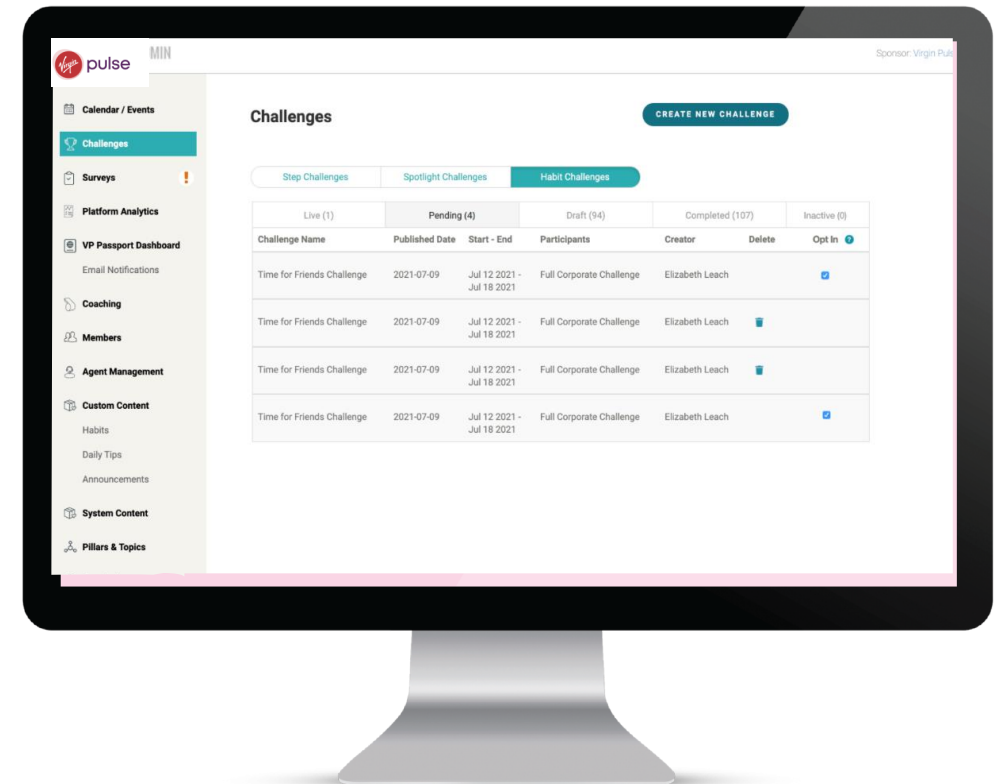 Virgin pulse
MIN
Sponsor: Virgin Puls
Calendar / Events
Challenges
Surveys !
Platform Analytics
VP Passport Dashboard
Email Notifications
Coaching
Members
Agent Management
Custom Content
Habits
Daily Tips
Announcements
System Content
Pillars & Topics
Challenges
CREATE NEW CHALLENGE
Step Challenges Spotlight Challenges Habit Challenges
Live (1) Pending (4) Draft (94) Completed (107) Inactive (0)
Challenge Name Published Date Start - End Participants Creator Delete Opt In ?
Time for Friends Challenge 2021-07-09 Jul 12 2021 - Full Corporate Challenge Elizabeth Leach
Jul 18 2021
Time for Friends Challenge 2021-07-09 Jul 12 2021 - Full Corporate Challenge Elizabeth Leach
Jul 18 2021
Time for Friends Challenge 2021-07-09 Jul 12 2021 - Full Corporate Challenge Elizabeth Leach
Jul 18 2021
Time for Friends Challenge 2021-07-09 Jul 12 2021 - Full Corporate Challenge Elizabeth Leach
Jul 18 2021